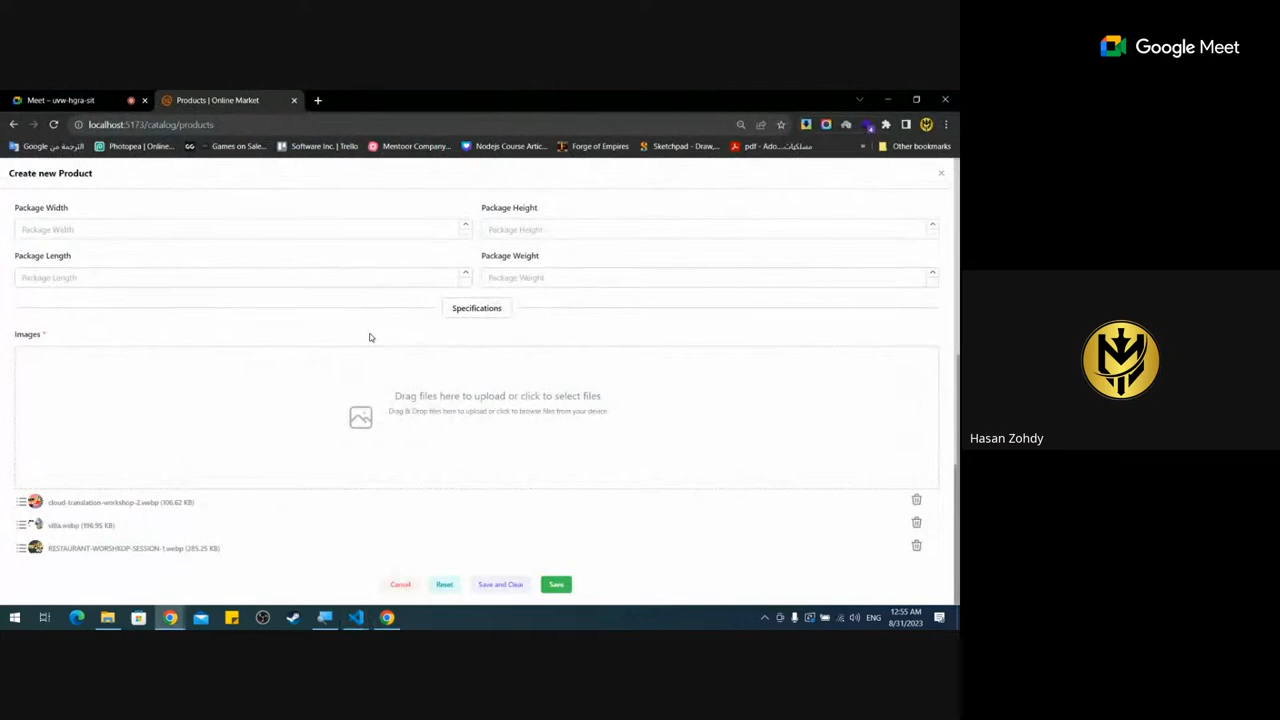 Google Meet
Meet – uvw-hgra-sit
Products | Online Market
localhost:5173/catalog/products
الترجمة من Google
Photopea | Online...
GG
Games on Sale...
Software Inc. | Trello
Mentoor Company...
Nodejs Course Artic...
Forge of Empires
Sketchpad - Draw,...
مسلكيات.pdf - Ado...
»
Other bookmarks
Create new Product
Package Width
Package Height
Package Width
Package Height
Package Length
Package Weight
Package Length
Package Weight
Specifications
Images *
Drag files here to upload or click to select files
Drag & Drop files here to upload or click to browse files from your device
cloud-translation-workshop-2.webp (106.62 KB)
villa.webp (196.95 KB)
RESTAURANT-WORSHKOP-SESSION-1.webp (285.25 KB)
Cancel
Reset
Save and Clear
Save
Hasan Zohdy
ENG
12:55 AM
8/31/2023